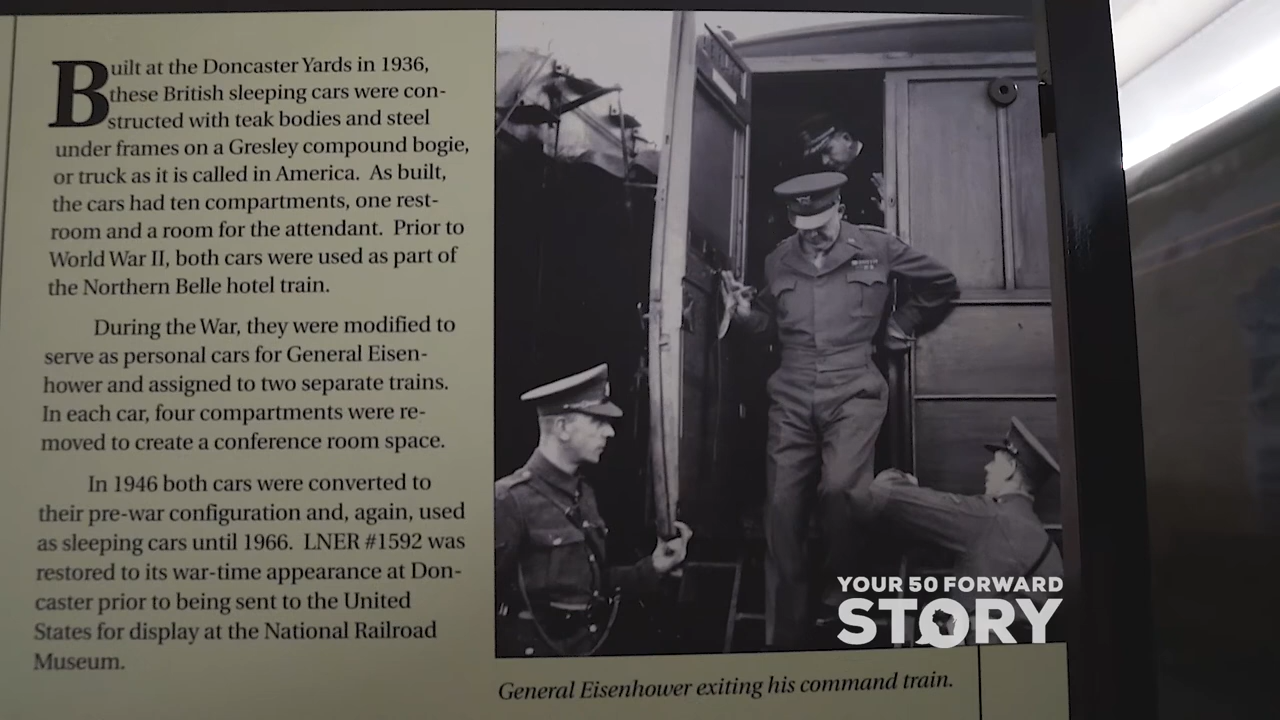 Built at the Doncaster Yards in 1936,
these British sleeping cars were con-
structed with teak bodies and steel
under frames on a Gresley compound bogie,
or truck as it is called in America. As built,
the cars had ten compartments, one rest-
room and a room for the attendant. Prior to
World War II, both cars were used as part of
the Northern Belle hotel train.
During the War, they were modified to
serve as personal cars for General Eisen-
hower and assigned to two separate trains.
In each car, four compartments were re-
moved to create a conference room space.
In 1946 both cars were converted to
their pre-war configuration and, again, used
as sleeping cars until 1966. LNER #1592 was
restored to its war-time appearance at Don-
caster prior to being sent to the United
States for display at the National Railroad
Museum.
General Eisenhower exiting his command train.
YOUR 50 FORWARD
STORY